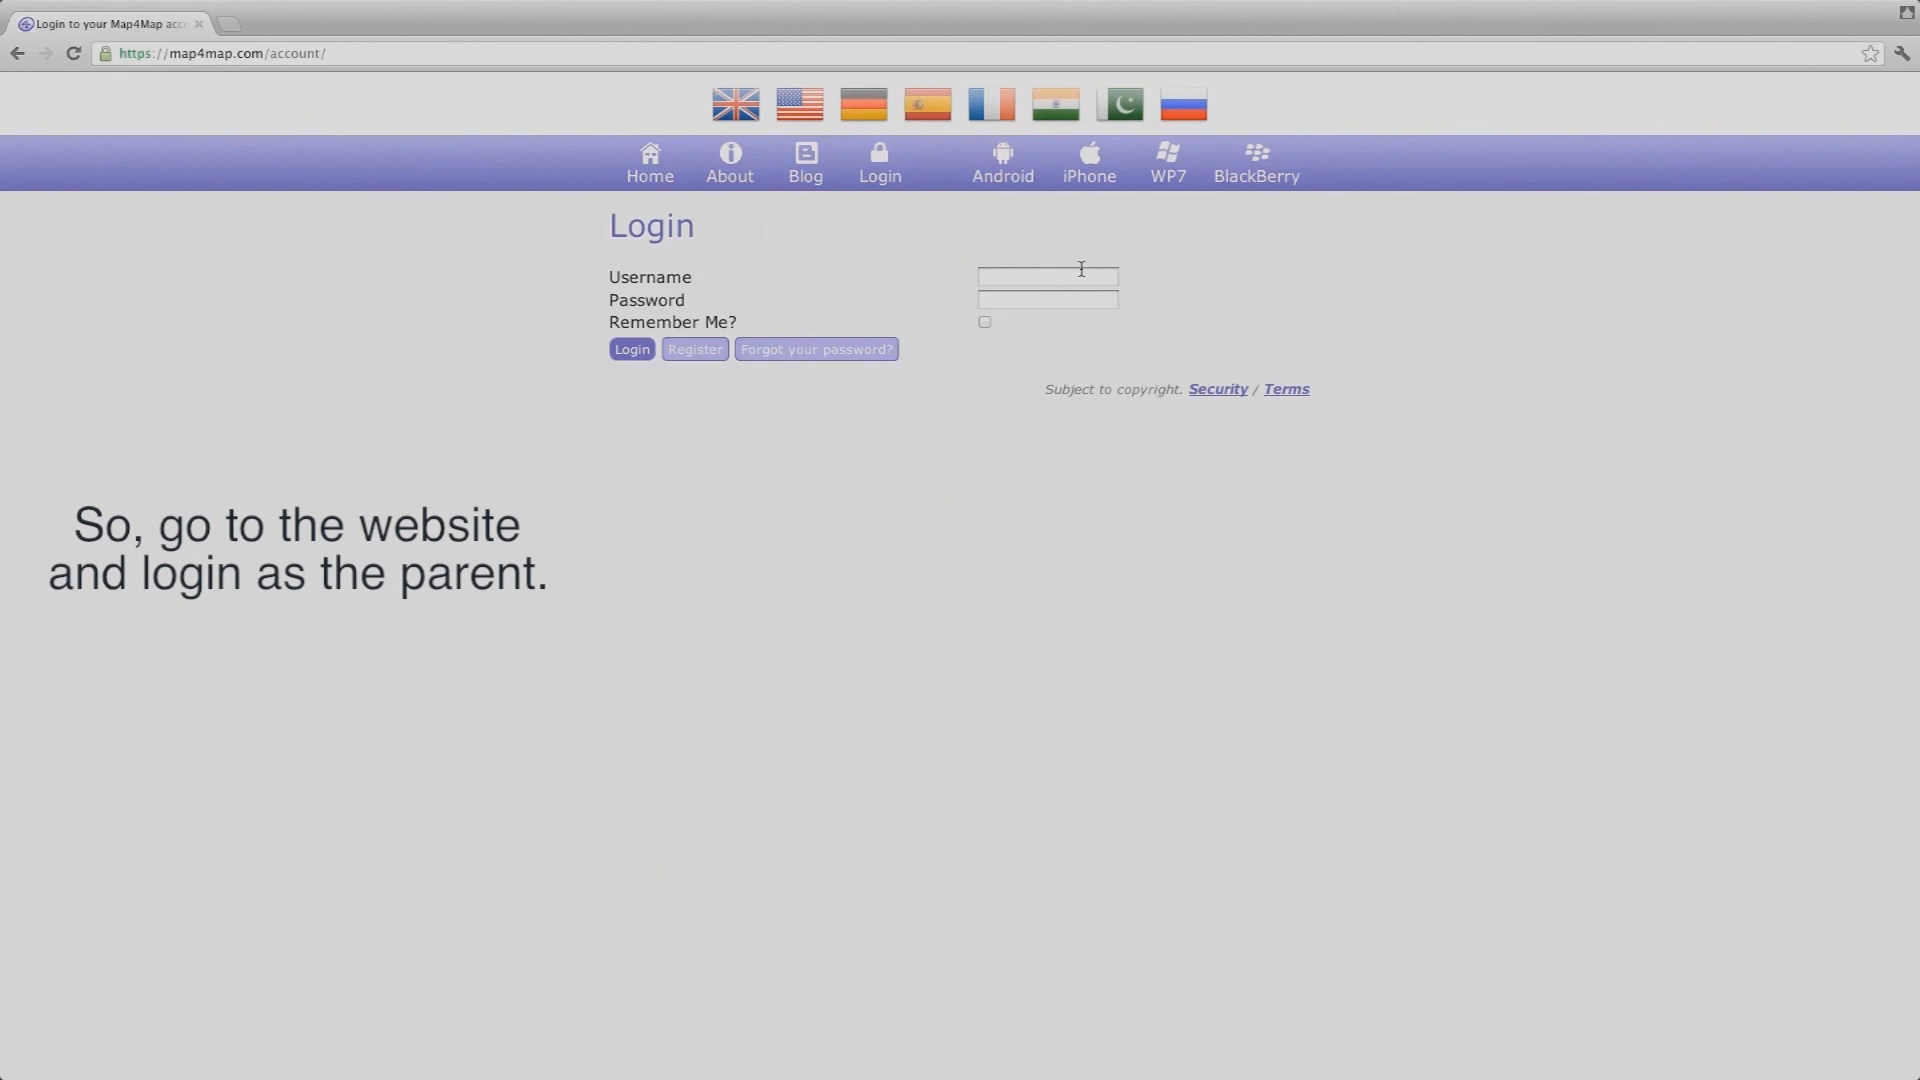 Login to your Map4Map acc
https://map4map.com/account/
Home About Blog Login Android iPhone WP7 BlackBerry
Login
Username
Password
Remember Me?
Login Register Forgot your password?
Subject to copyright. Security / Terms
So, go to the website
and login as the parent.